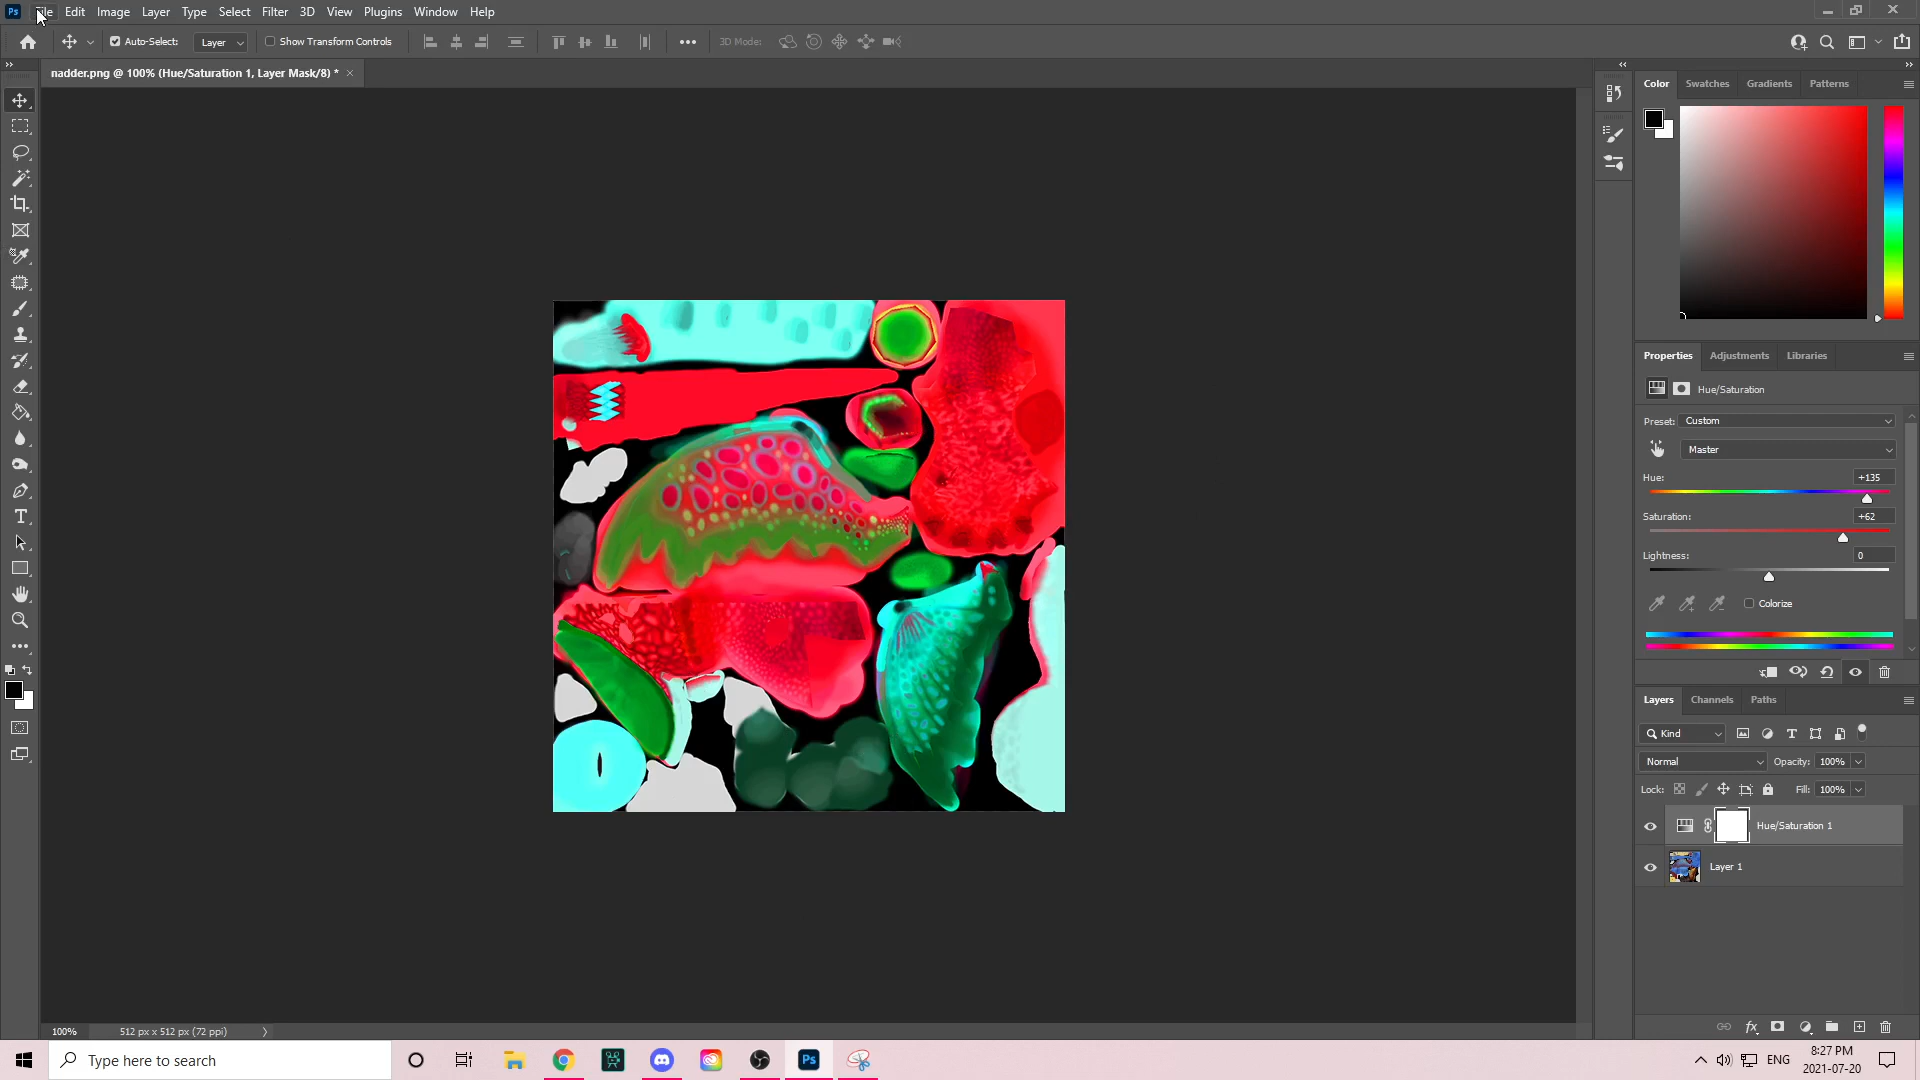 Ps File Edit Image Layer Type Select Filter 3D View Plugins Window Help
Auto-Select: Layer Show Transform Controls 3D Mode:
nadder.png @ 100% (Hue/Saturation 1, Layer Mask/8) *
Color Swatches Gradients Patterns
Properties Adjustments Libraries
Hue/Saturation
Preset: Custom
Master
Hue: +135
Saturation: +62
Lightness: 0
Colorize
Layers Channels Paths
Kind
Normal Opacity: 100%
Lock: Fill: 100%
Hue/Saturation 1
Layer 1
100% 512 px x 512 px (72 ppi)
Type here to search
Ps
ENG
8:27 PM
2021-07-20